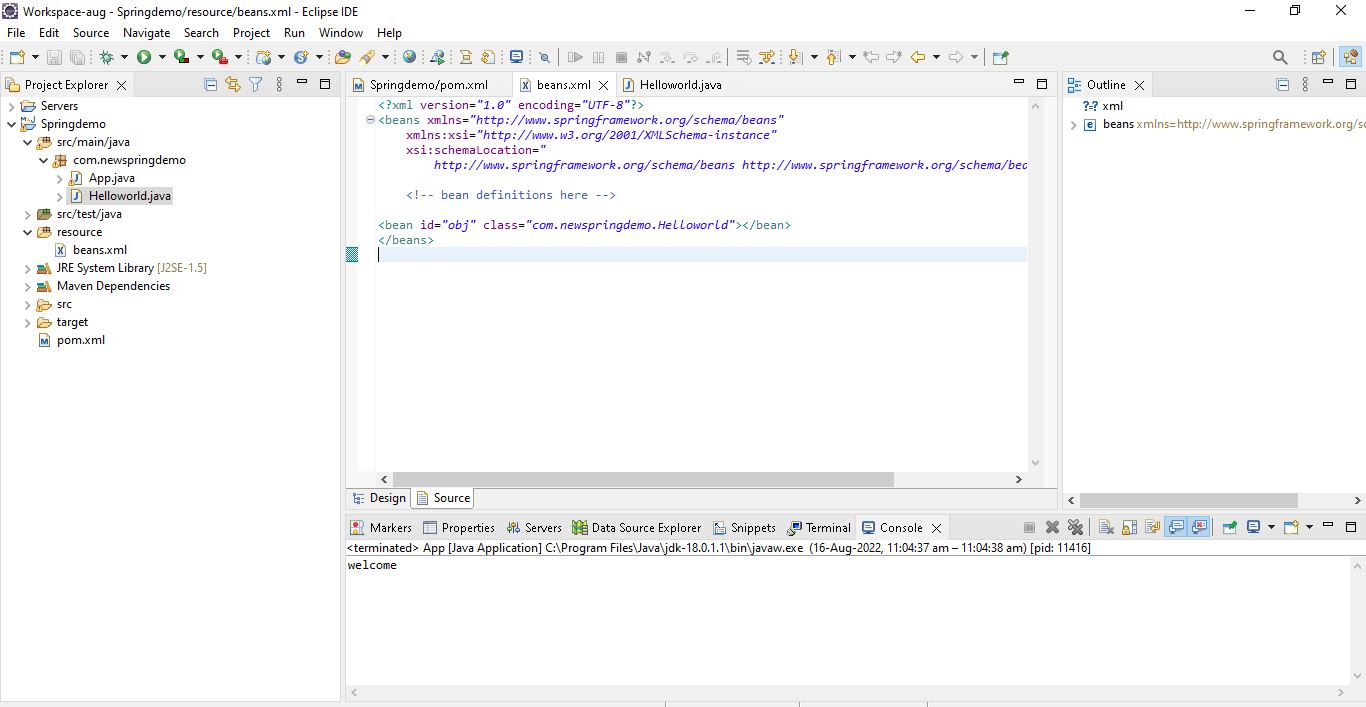 Workspace-aug - Springdemo/resource/beans.xml - Eclipse IDE
File Edit Source Navigate Search Project Run Window Help
Project Explorer
Servers
Springdemo
src/main/java
com.newspringdemo
App.java
Helloworld.java
src/test/java
resource
beans.xml
JRE System Library [J2SE-1.5]
Maven Dependencies
src
target
pom.xml
Springdemo/pom.xml beans.xml Helloworld.java
<?xml version="1.0" encoding="UTF-8"?>
<beans xmlns="http://www.springframework.org/schema/beans"
xmlns:xsi="http://www.w3.org/2001/XMLSchema-instance"
xsi:schemaLocation="
http://www.springframework.org/schema/beans http://www.springframework.org/schema/bea
<!-- bean definitions here -->
<bean id="obj" class="com.newspringdemo.Helloworld"></bean>
</beans>
Design Source
Outline
?-? xml
e beans xmlns=http://www.springframework.org/sc
Markers Properties Servers Data Source Explorer Snippets Terminal Console
<terminated> App [Java Application] C:\Program Files\Java\jdk-18.0.1.1\bin\javaw.exe (16-Aug-2022, 11:04:37 am – 11:04:38 am) [pid: 11416]
welcome